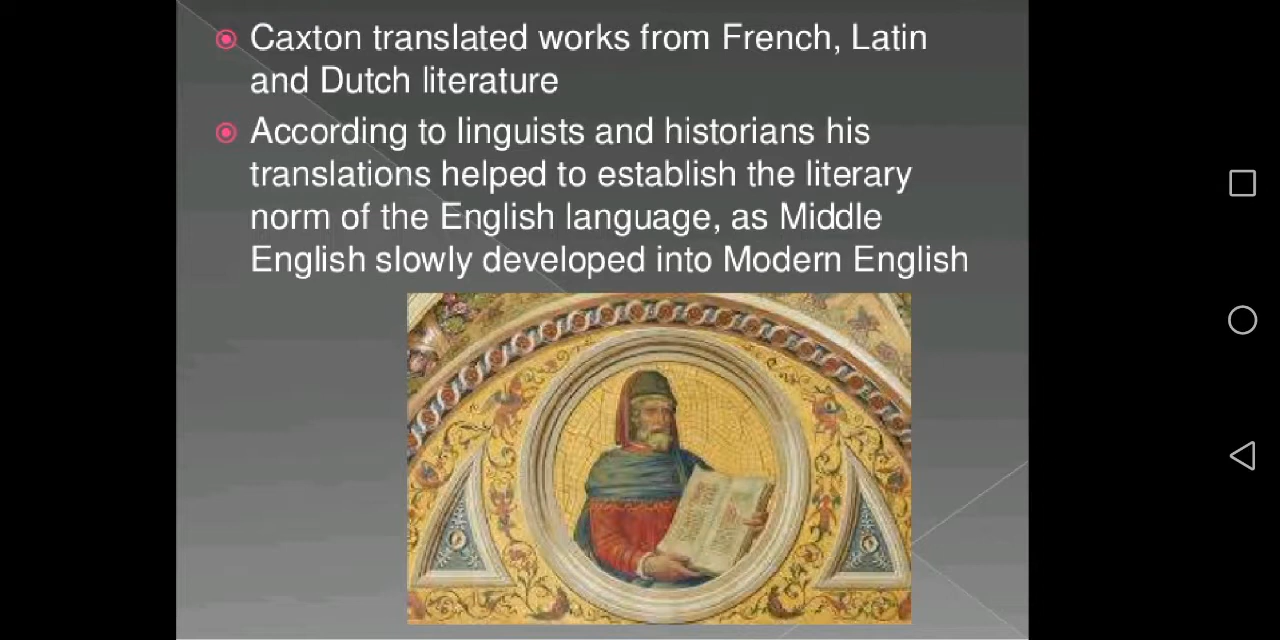 Caxton translated works from French, Latin
and Dutch literature
According to linguists and historians his
translations helped to establish the literary
norm of the English language, as Middle
English slowly developed into Modern English